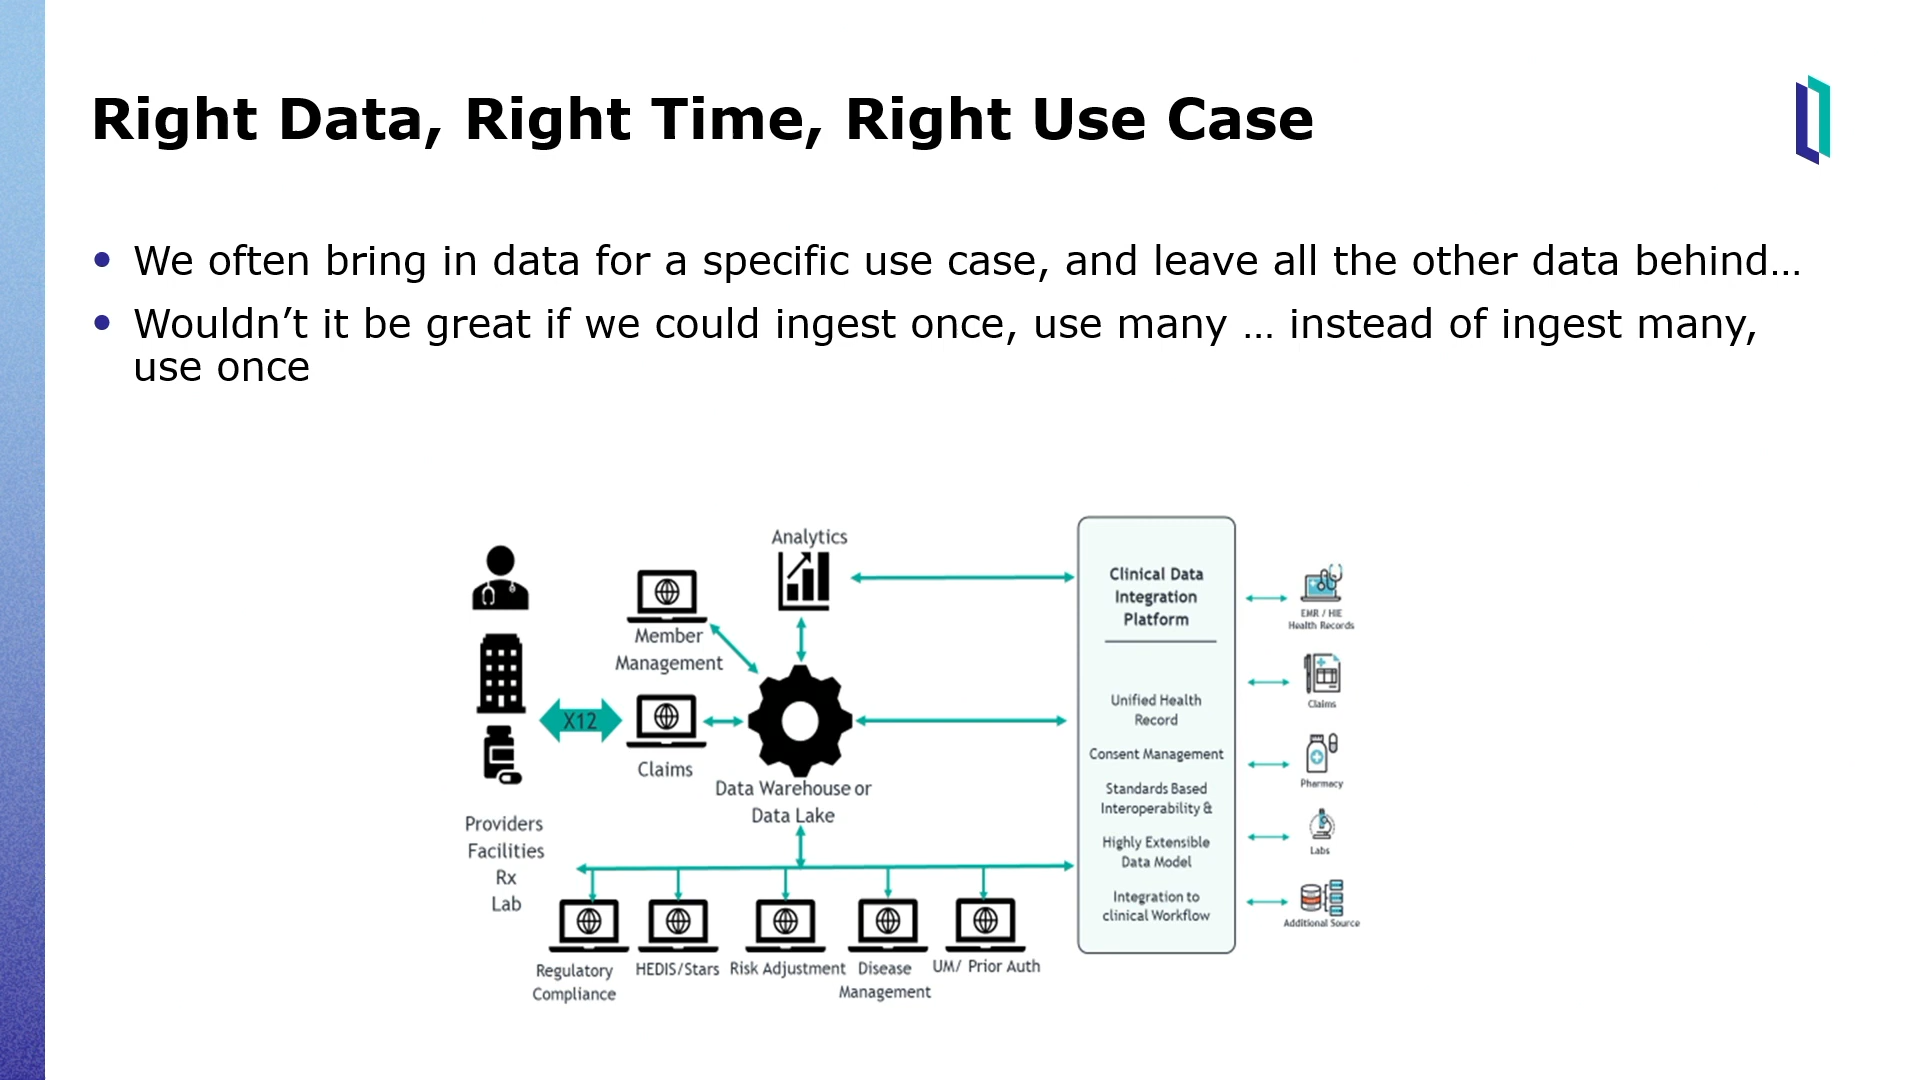 Right Data, Right Time, Right Use Case
• We often bring in data for a specific use case, and leave all the other data behind…
• Wouldn’t it be great if we could ingest once, use many … instead of ingest many,
use once
Analytics
Member
Management
X12
Claims
Data Warehouse or
Data Lake
Providers
Facilities
Rx
Lab
Regulatory
Compliance
HEDIS/Stars
Risk Adjustment
Disease
Management
UM/ Prior Auth
Clinical Data
Integration
Platform
Unified Health
Record
Consent Management
Standards Based
Interoperability &
Highly Extensible
Data Model
Integration to
clinical Workflow
EMR / HIE
Health Records
Claims
Pharmacy
Labs
Additional Source